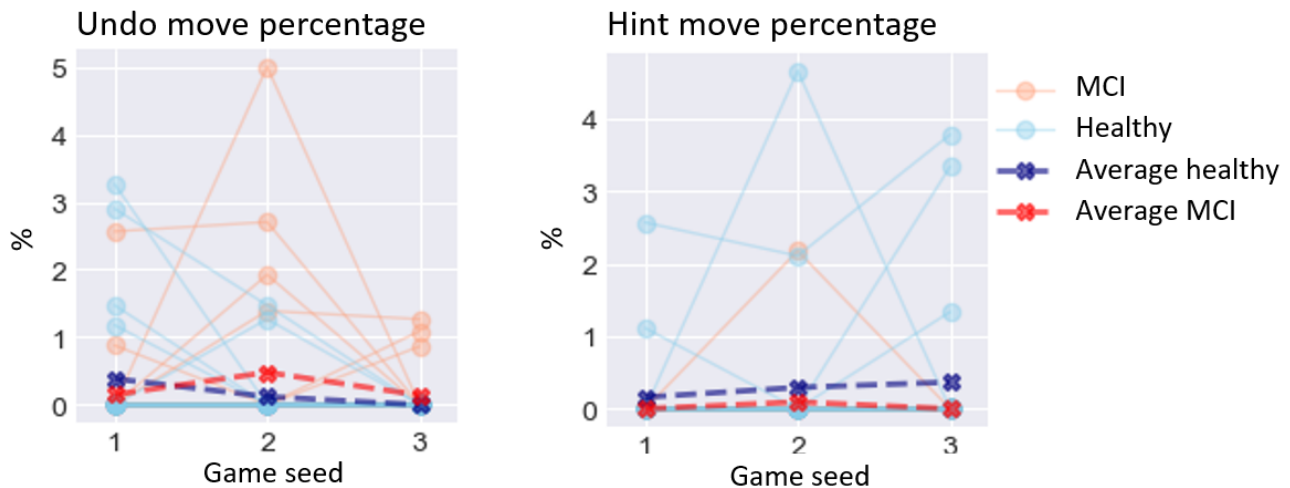 Undo move percentage
5
4
3
2
1
0
%
1 2 3
Game seed
Hint move percentage
4
3
2
1
0
%
1 2 3
Game seed
MCI
Healthy
Average healthy
Average MCI